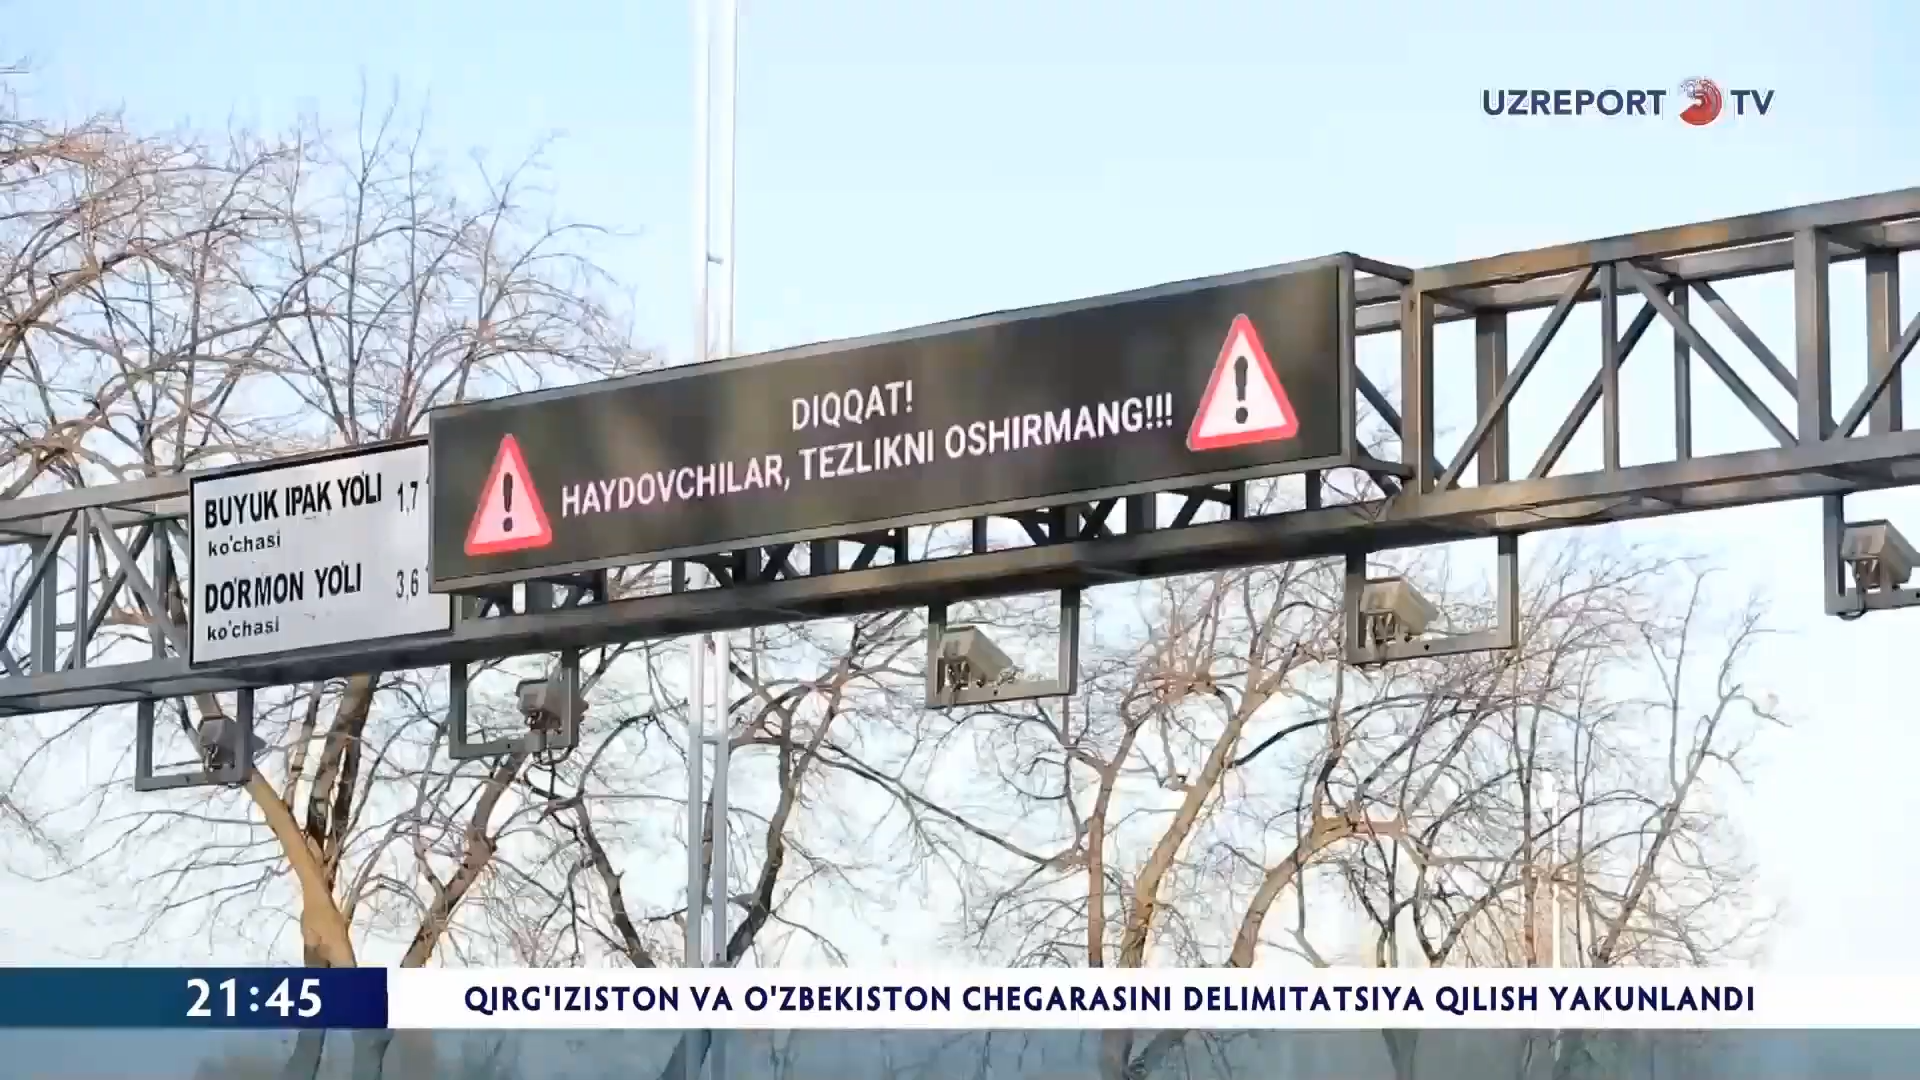 UZREPORT TV
DIQQAT!
HAYDOVCHILAR, TEZLIKNI OSHIRMANG!!!
BUYUK IPAK YO'LI 1,7
ko'chasi
DO'RMON YO'LI 3,6
ko'chasi
21:45
QIRG'IZISTON VA O'ZBEKISTON CHEGARASINI DELIMITATSIYA QILISH YAKUNLANDI